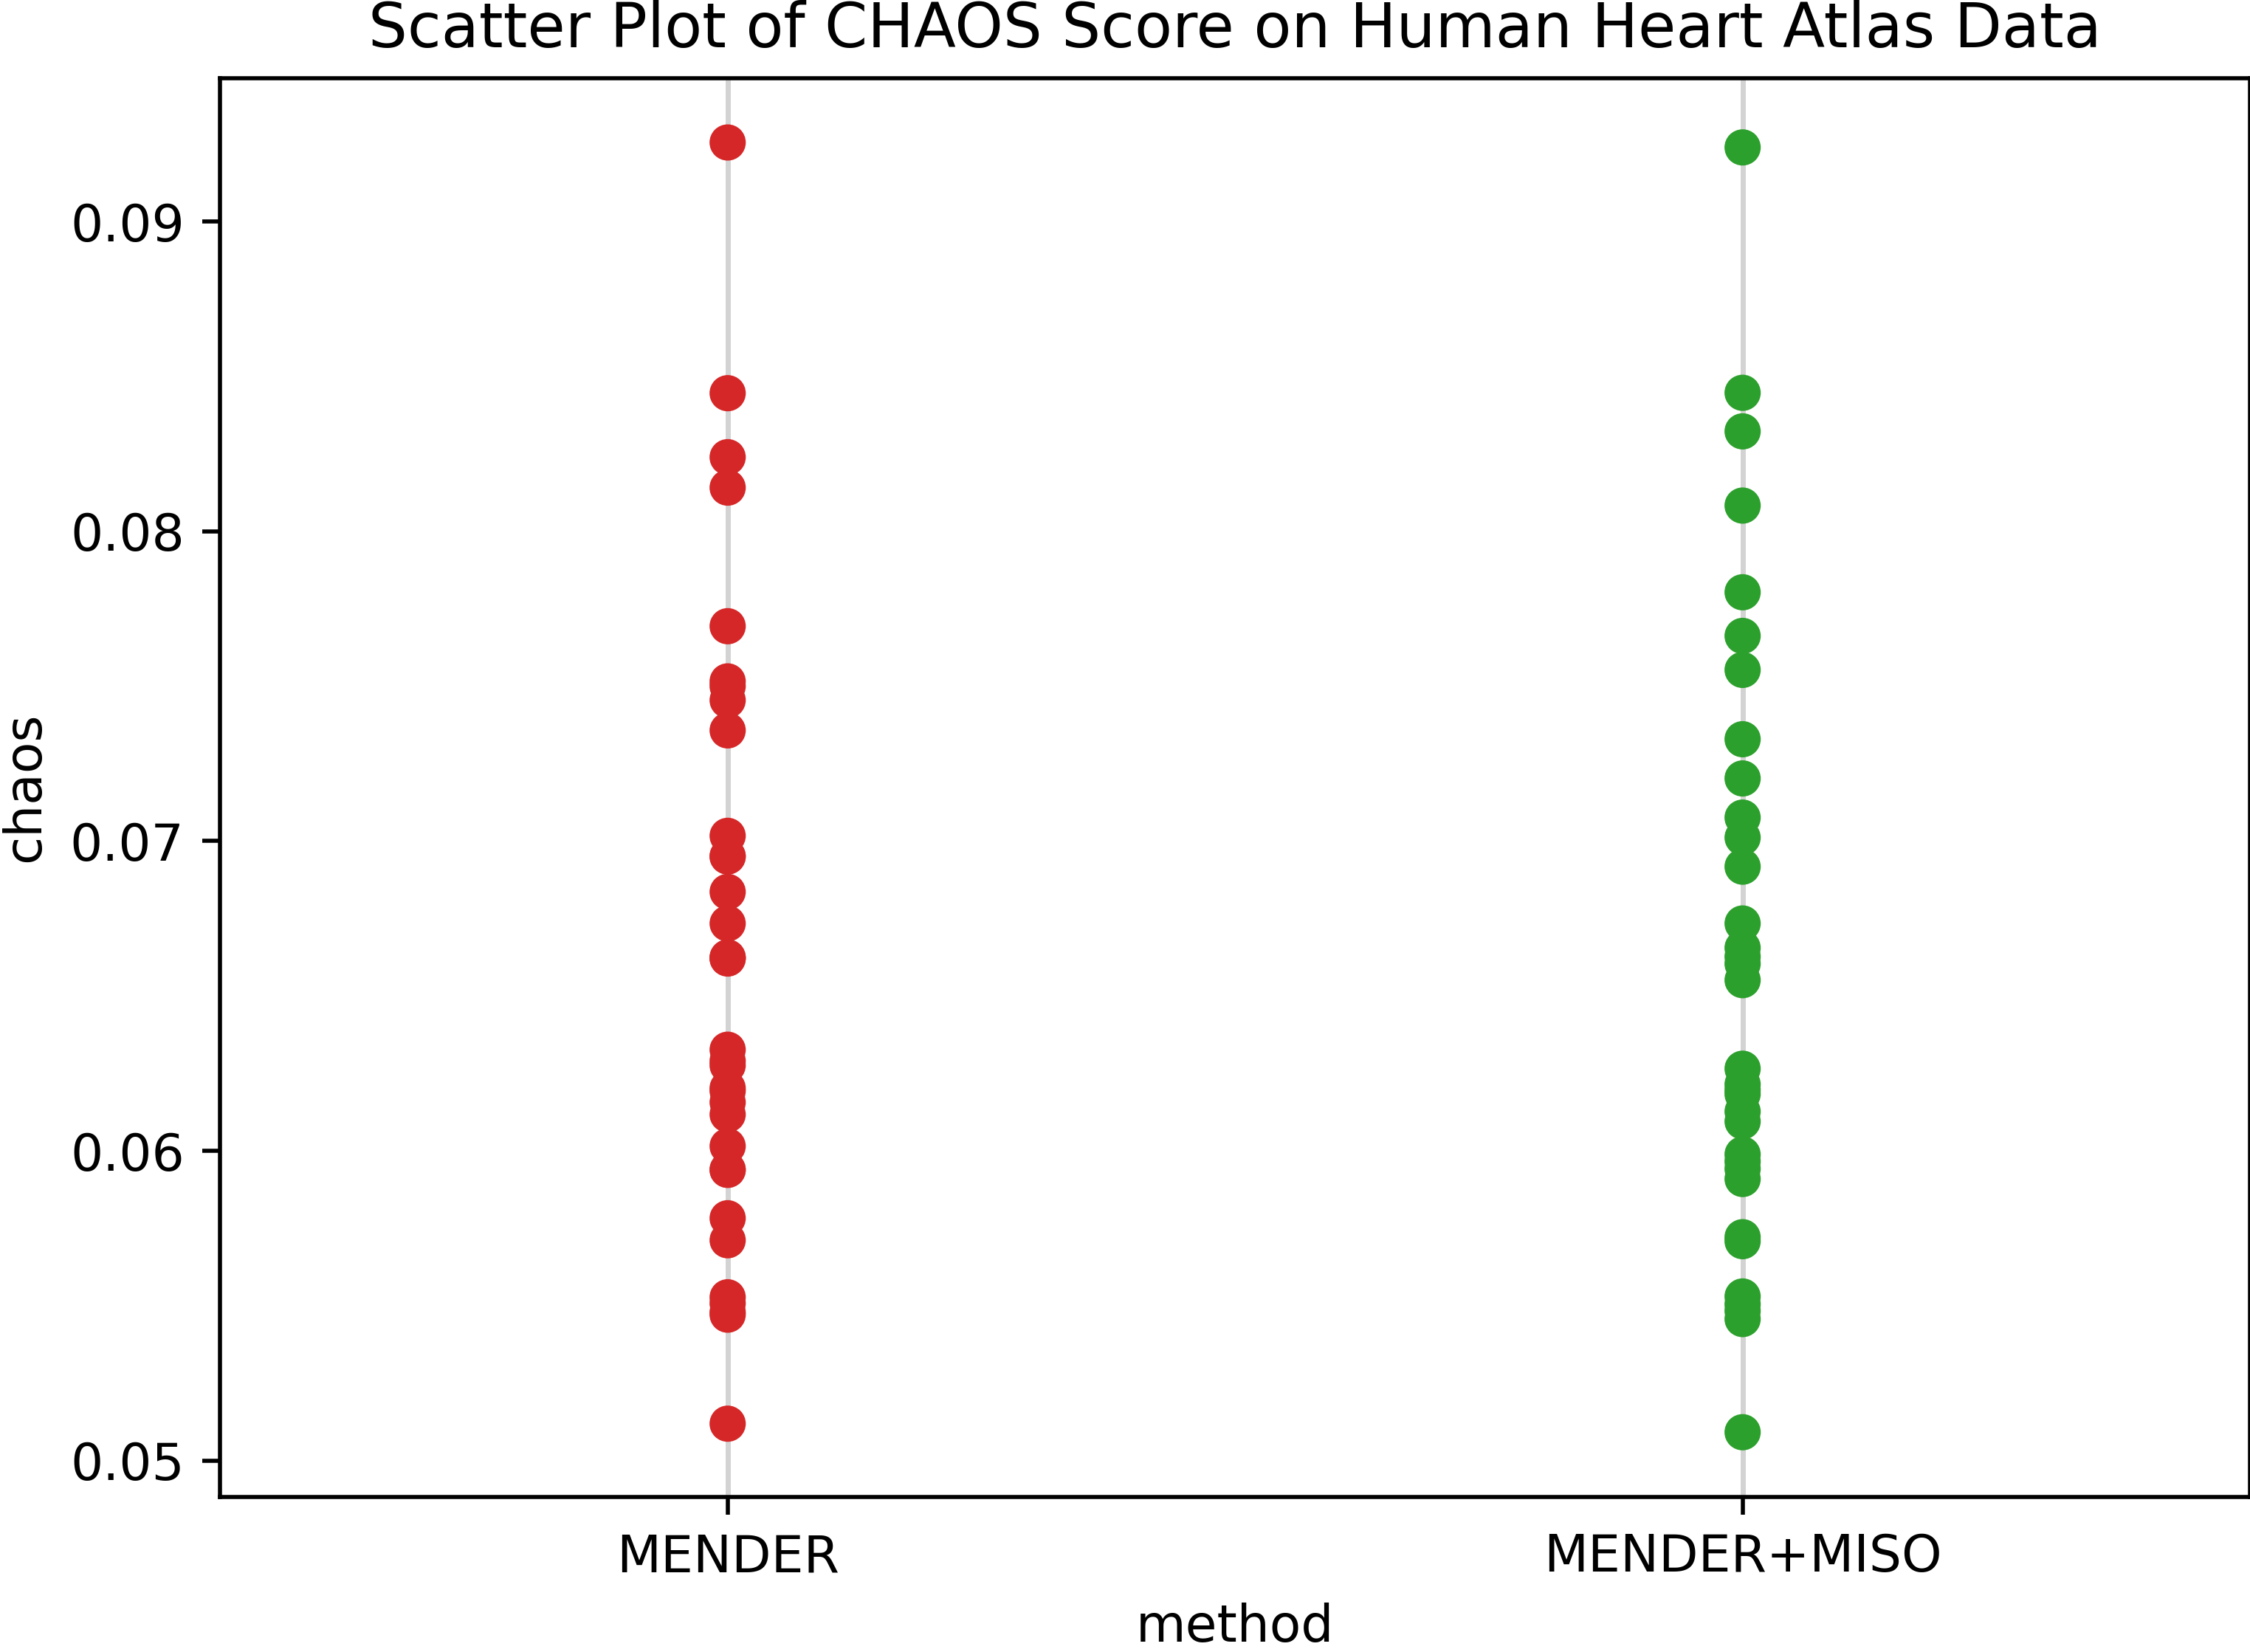 Scatter Plot of CHAOS Score on Human Heart Atlas Data
0.09
0.08
0.07
0.06
0.05
chaos
MENDER
MENDER+MISO
method